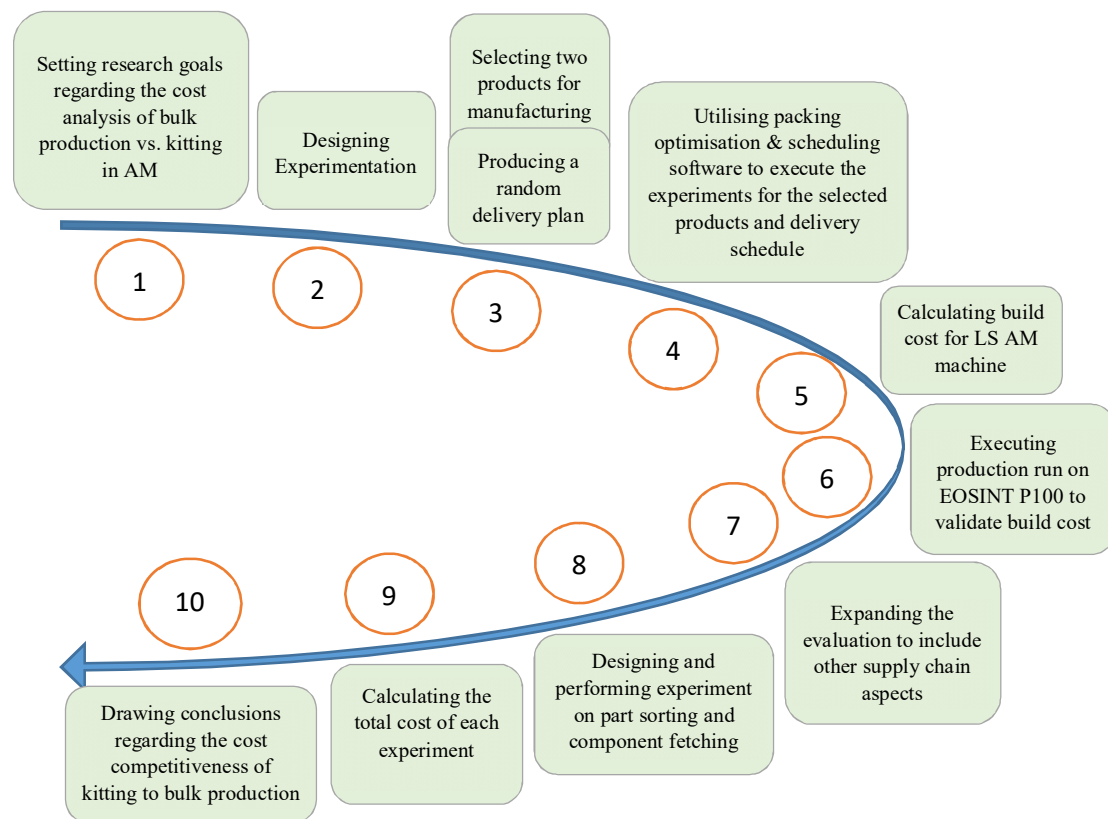 Setting research goals
regarding the cost
analysis of bulk
production vs. kitting
in AM
1
Designing
Experimentation
2
Selecting two
products for
manufacturing
Producing a
random
delivery plan
3
Utilising packing
optimisation & scheduling
software to execute the
experiments for the selected
products and delivery
schedule
4
Calculating build
cost for LS AM
machine
5
Executing
production run on
EOSINT P100 to
validate build cost
6
Expanding the
evaluation to include
other supply chain
aspects
7
Designing and
performing experiment
on part sorting and
component fetching
8
Calculating the
total cost of each
experiment
9
Drawing conclusions
regarding the cost
competitiveness of
kitting to bulk production
10